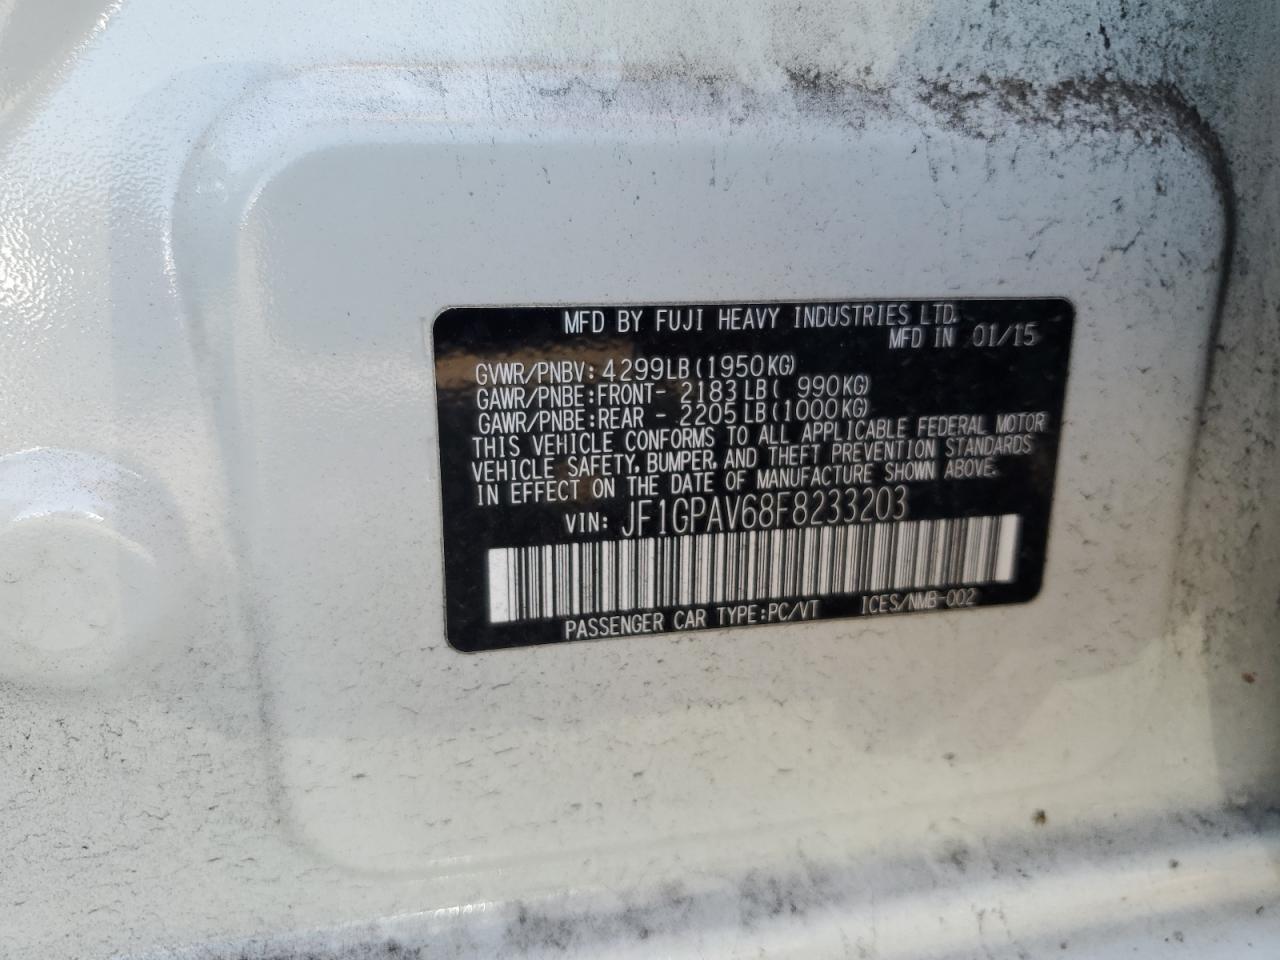 MFD BY FUJI HEAVY INDUSTRIES LTD.
MFD IN 01/15
GVWR/PNBV: 4299LB(1950KG)
GAWR/PNBE:FRONT- 2183LB( 990KG)
GAWR/PNBE:REAR - 2205LB(1000KG)
THIS VEHICLE CONFORMS TO ALL APPLICABLE FEDERAL MOTOR
VEHICLE SAFETY, BUMPER, AND THEFT PREVENTION STANDARDS
IN EFFECT ON THE DATE OF MANUFACTURE SHOWN ABOVE.
VIN: JF1GPAV68F8233203
PASSENGER CAR TYPE:PC/VT ICES/NMB-002